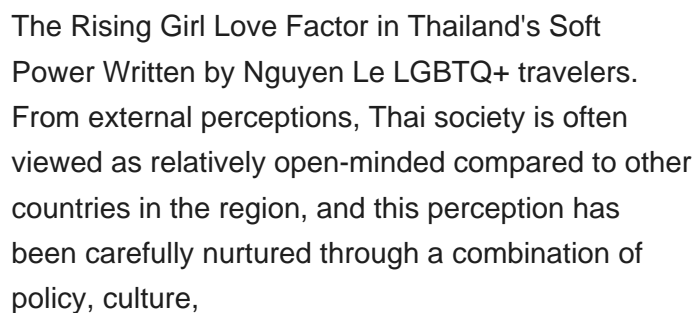 The Rising Girl Love Factor in Thailand's Soft
Power Written by Nguyen Le LGBTQ+ travelers.
From external perceptions, Thai society is often
viewed as relatively open-minded compared to other
countries in the region, and this perception has
been carefully nurtured through a combination of
policy, culture,